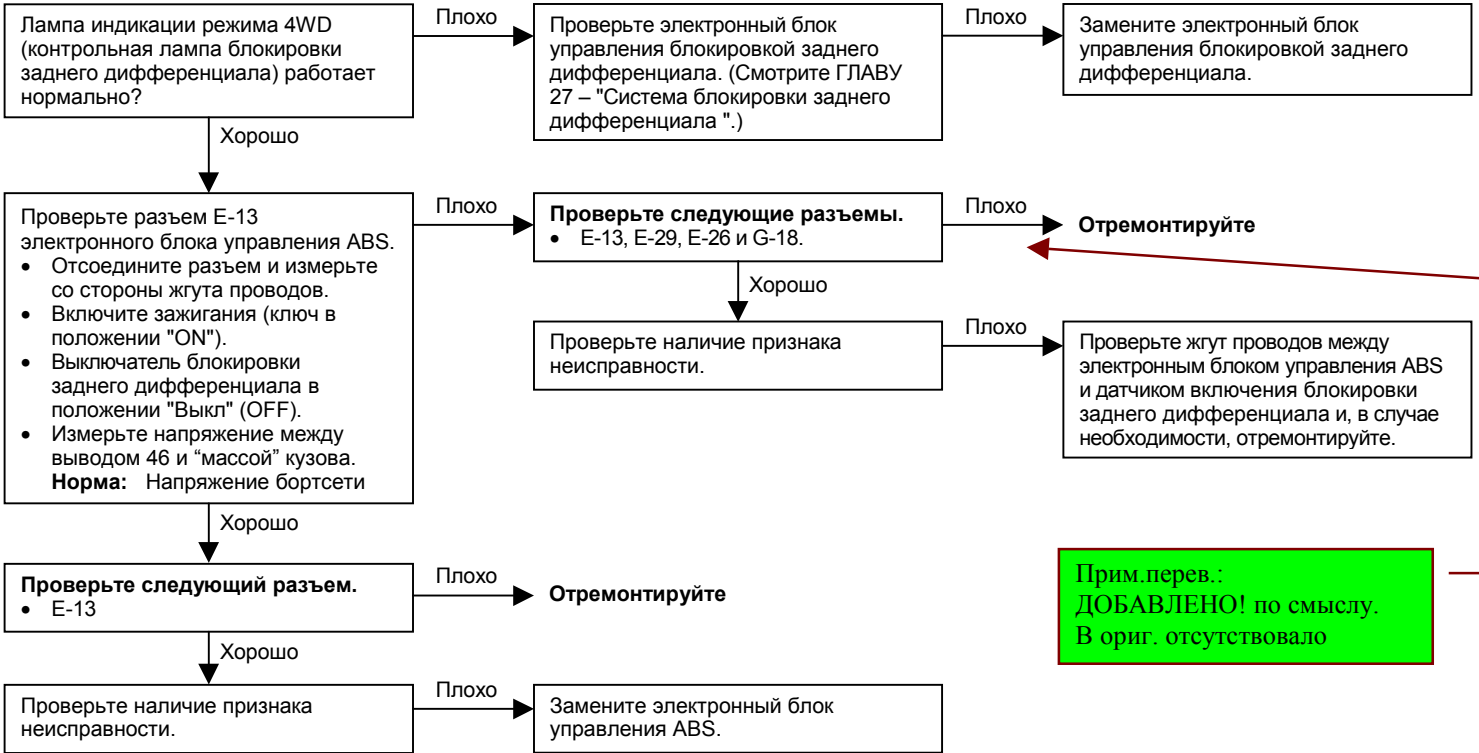 Лампа индикации режима 4WD
(контрольная лампа блокировки
заднего дифференциала) работает
нормально?
Плохо
Проверьте электронный блок
управления блокировкой заднего
дифференциала. (Смотрите ГЛАВУ
27 – "Система блокировки заднего
дифференциала ".)
Плохо
Замените электронный блок
управления блокировкой заднего
дифференциала.
Хорошо
Проверьте разъем E-13
электронного блока управления ABS.
• Отсоедините разъем и измерьте
со стороны жгута проводов.
• Включите зажигания (ключ в
положении "ON").
• Выключатель блокировки
заднего дифференциала в
положении "Выкл" (OFF).
• Измерьте напряжение между
выводом 46 и “массой” кузова.
Норма: Напряжение бортсети
Плохо
Проверьте следующие разъемы.
• E-13, E-29, E-26 и G-18.
Плохо
Отремонтируйте
Хорошо
Проверьте наличие признака
неисправности.
Плохо
Проверьте жгут проводов между
электронным блоком управления ABS
и датчиком включения блокировки
заднего дифференциала и, в случае
необходимости, отремонтируйте.
Хорошо
Проверьте следующий разъем.
• E-13
Плохо
Отремонтируйте
Прим.перев.:
ДОБАВЛЕНО! по смыслу.
В ориг. отсутствовало
Хорошо
Проверьте наличие признака
неисправности.
Плохо
Замените электронный блок
управления ABS.